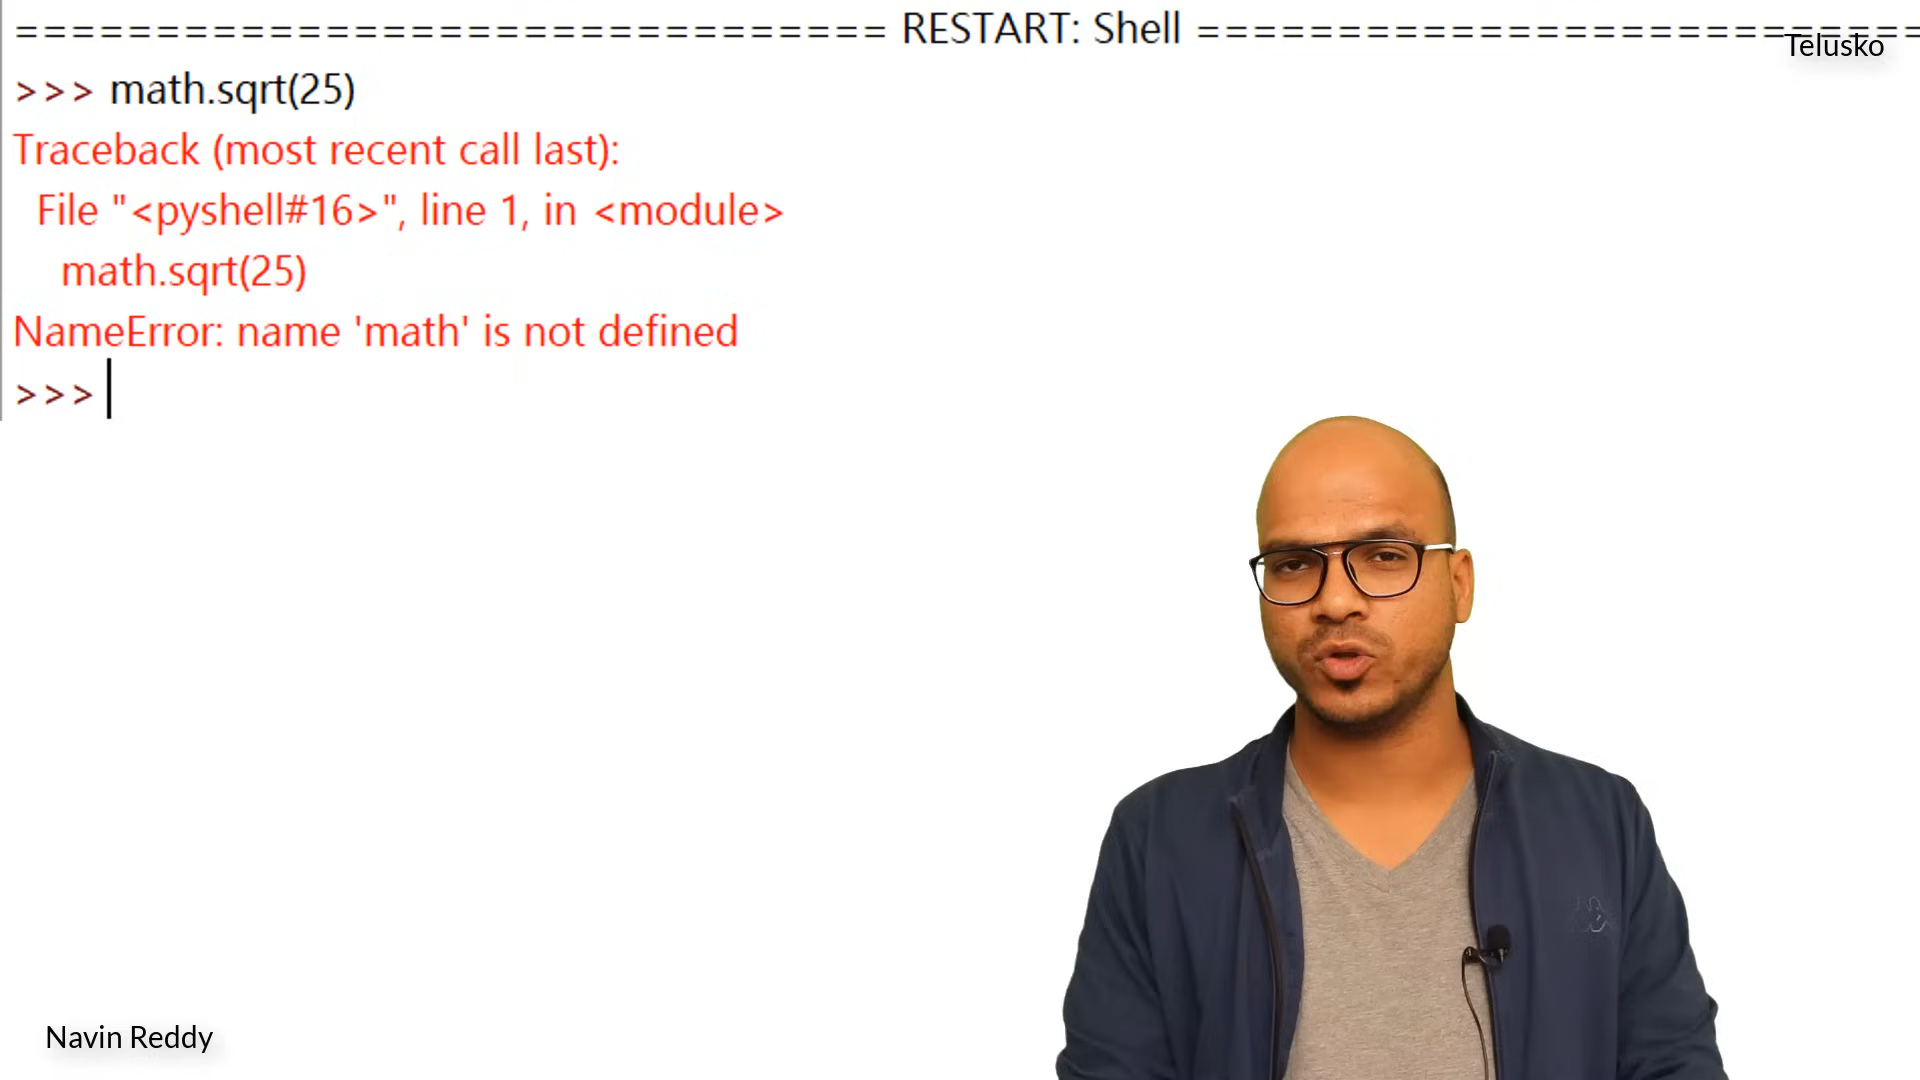 =============================== RESTART: Shell ==========================
Telusko
>>> math.sqrt(25)
Traceback (most recent call last):
  File "<pyshell#16>", line 1, in <module>
    math.sqrt(25)
NameError: name 'math' is not defined
>>>
Navin Reddy